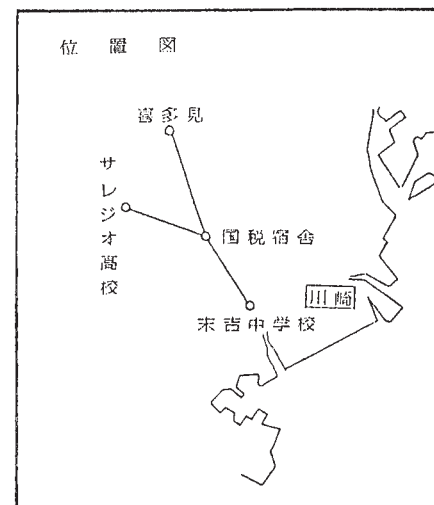 位置図
喜多見
サレジオ高校
国税宿舎
川崎
末吉中学校